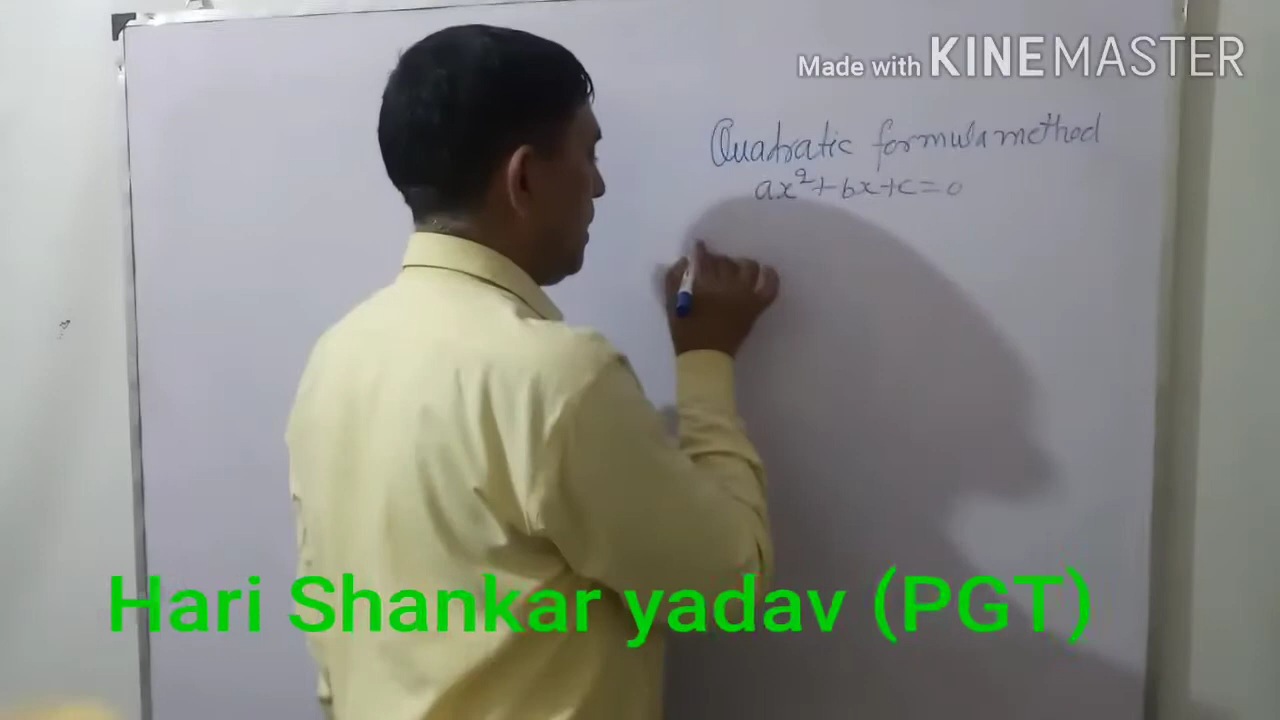 Made with KINEMASTER
Quadratic formula method
ax²+bx+c=0
Hari Shankar yadav (PGT)